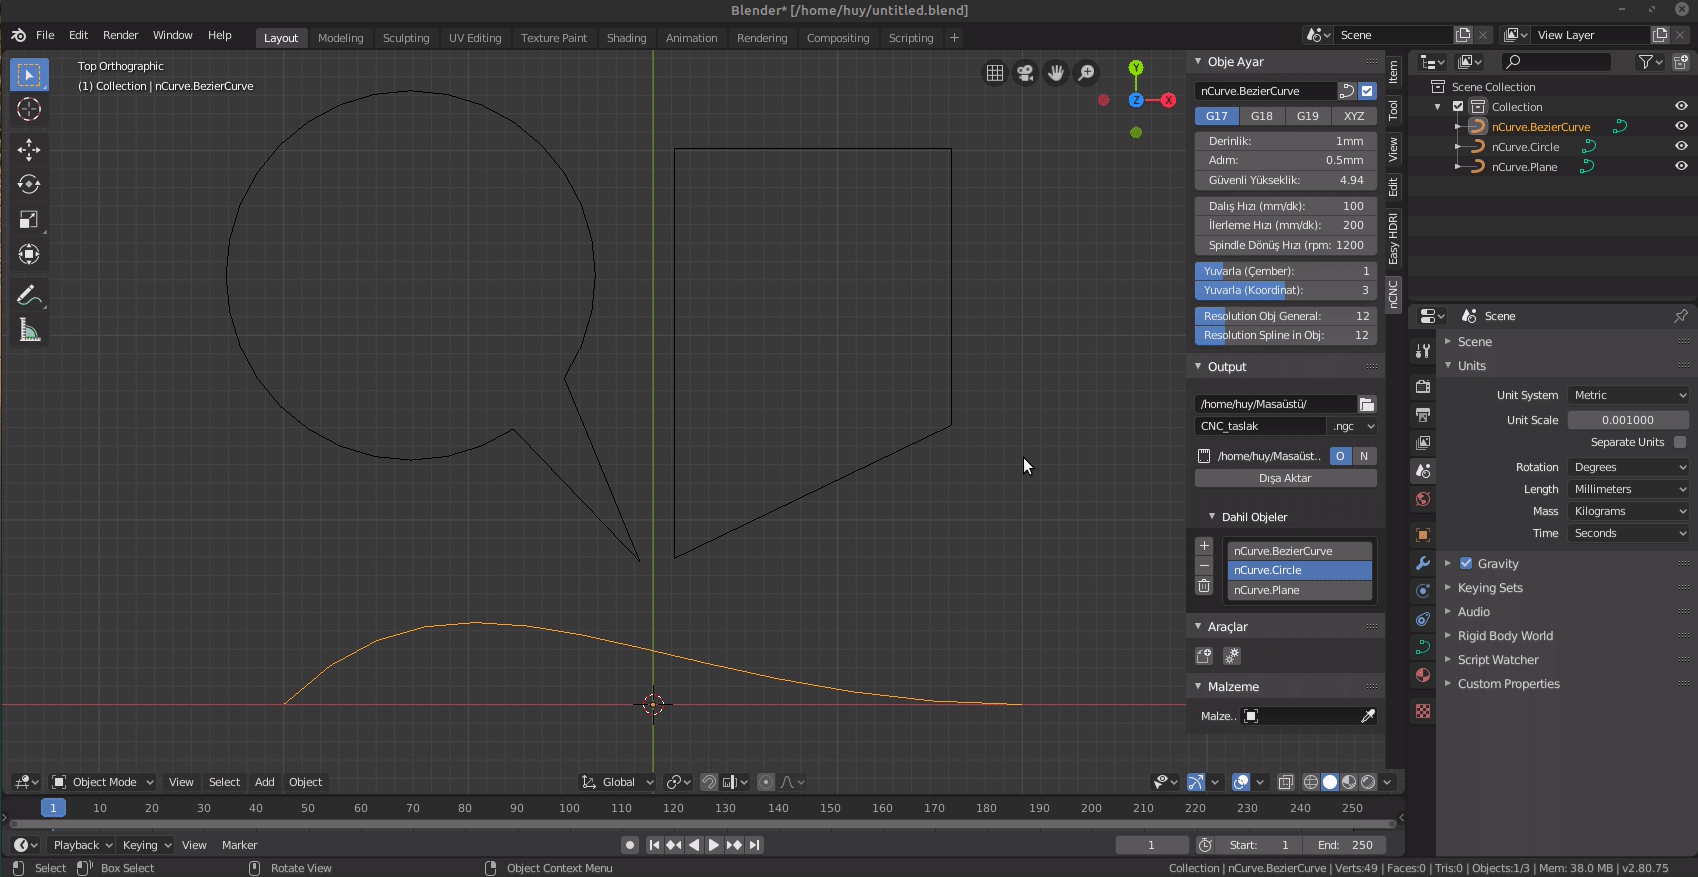 Blender* [/home/huy/untitled.blend]
File Edit Render Window Help Layout Modeling Sculpting UV Editing Texture Paint Shading Animation Rendering Compositing Scripting + Scene View Layer
Top Orthographic
(1) Collection | nCurve.BezierCurve
Y
Z
X
Obje Ayar
nCurve.BezierCurve
G17 G18 G19 XYZ
Derinlik: 1mm
Adım: 0.5mm
Güvenli Yükseklik: 4.94
Dalış Hızı (mm/dk): 100
İlerleme Hızı (mm/dk): 200
Spindle Dönüş Hızı (rpm: 1200
Yuvarla (Çember): 1
Yuvarla (Koordinat): 3
Resolution Obj General: 12
Resolution Spline in Obj: 12
Output
/home/huy/Masaüstü/
CNC_taslak .ngc
/home/huy/Masaüst.. O N
Dışa Aktar
Dahil Objeler
nCurve.BezierCurve
nCurve.Circle
nCurve.Plane
Araçlar
Malzeme
Malze..
Item
Tool
View
Edit
Easy HDRI
nCNC
Scene Collection
Collection
nCurve.BezierCurve
nCurve.Circle
nCurve.Plane
Scene
Scene
Units
Unit System Metric
Unit Scale 0.001000
Separate Units
Rotation Degrees
Length Millimeters
Mass Kilograms
Time Seconds
Gravity
Keying Sets
Audio
Rigid Body World
Script Watcher
Custom Properties
Object Mode View Select Add Object Global
1 10 20 30 40 50 60 70 80 90 100 110 120 130 140 150 160 170 180 190 200 210 220 230 240 250
Playback Keying View Marker 1 Start: 1 End: 250
Select Box Select Rotate View Object Context Menu Collection | nCurve.BezierCurve | Verts:49 | Faces:0 | Tris:0 | Objects:1/3 | Mem: 38.0 MB | v2.80.75